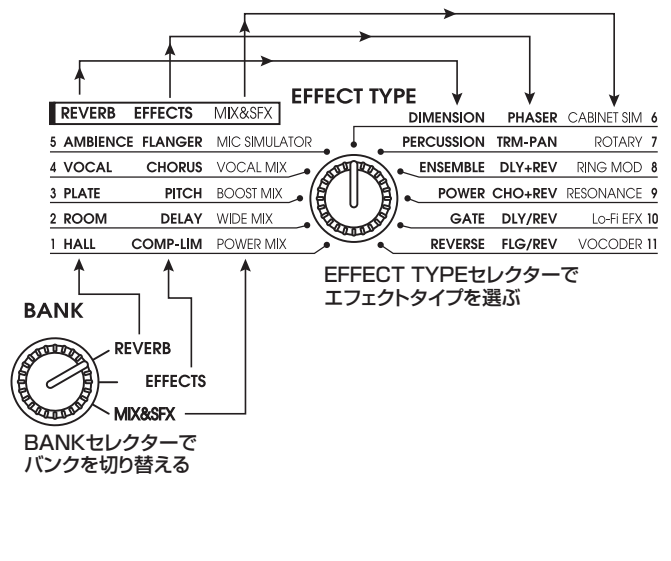 EFFECT TYPE
REVERB EFFECTS MIX&SFX
5 AMBIENCE FLANGER MIC SIMULATOR
4 VOCAL CHORUS VOCAL MIX
3 PLATE PITCH BOOST MIX
2 ROOM DELAY WIDE MIX
1 HALL COMP-LIM POWER MIX
DIMENSION PHASER CABINET SIM 6
PERCUSSION TRM-PAN ROTARY 7
ENSEMBLE DLY+REV RING MOD 8
POWER CHO+REV RESONANCE 9
GATE DLY/REV Lo-Fi EFX 10
REVERSE FLG/REV VOCODER 11
EFFECT TYPEセレクターで
エフェクトタイプを選ぶ
BANK
REVERB
EFFECTS
MIX&SFX
BANKセレクターで
バンクを切り替える